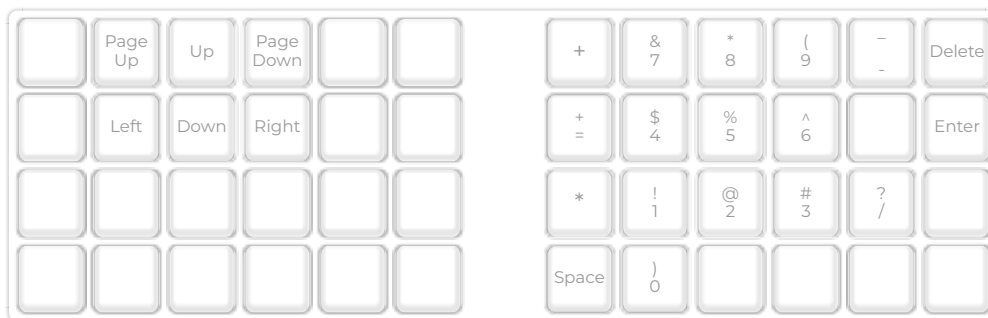 Page Up
Up
Page Down
+
& 7
* 8
( 9
_ -
Delete
Left
Down
Right
+ =
$ 4
% 5
^ 6
Enter
*
! 1
@ 2
# 3
? /
Space
) 0